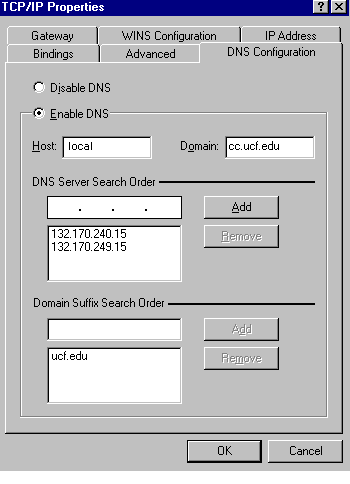 TCP/IP Properties
Gateway WINS Configuration IP Address
Bindings Advanced DNS Configuration
Disable DNS
Enable DNS
Host: local Domain: cc.ucf.edu
DNS Server Search Order
. . .
Add
132.170.240.15
132.170.249.15
Remove
Domain Suffix Search Order
Add
ucf.edu
Remove
OK Cancel